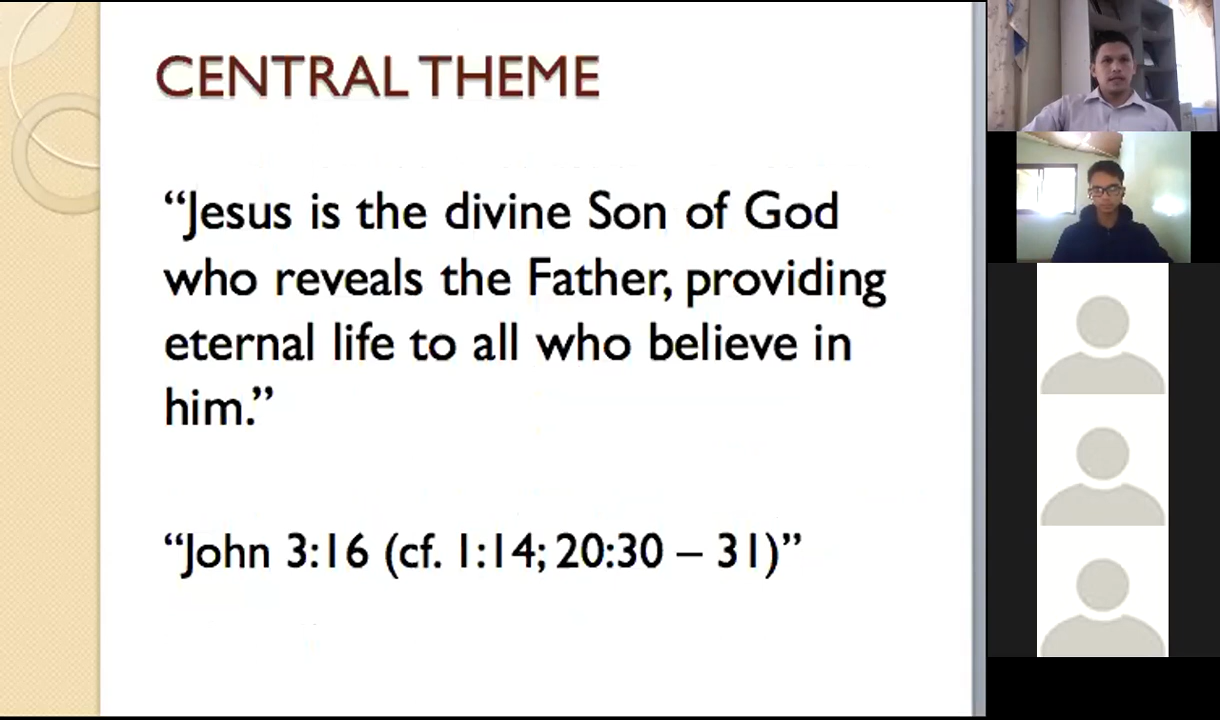 CENTRAL THEME
“Jesus is the divine Son of God
who reveals the Father, providing
eternal life to all who believe in
him.”
“John 3:16 (cf. 1:14; 20:30 – 31)”